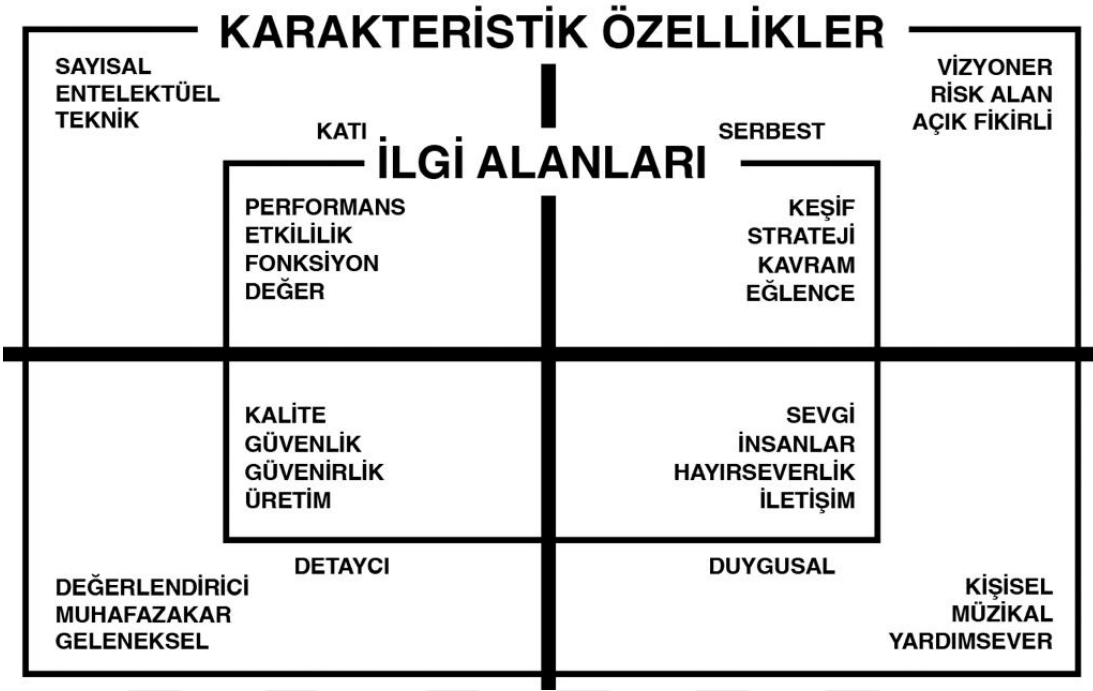 KARAKTERİSTİK ÖZELLİKLER
SAYISAL
ENTELEKTÜEL
TEKNİK
VİZYONER
RİSK ALAN
AÇIK FİKİRLİ
KATI
SERBEST
İLGİ ALANLARI
PERFORMANS
ETKİLİLİK
FONKSİYON
DEĞER
KEŞİF
STRATEJİ
KAVRAM
EĞLENCE
KALİTE
GÜVENLİK
GÜVENİRLİK
ÜRETİM
SEVGİ
İNSANLAR
HAYIRSEVERLİK
İLETİŞİM
DETAYCI
DUYGUSAL
DEĞERLENDİRİCİ
MUHAFAZAKAR
GELENEKSEL
KİŞİSEL
MÜZİKAL
YARDIMSEVER